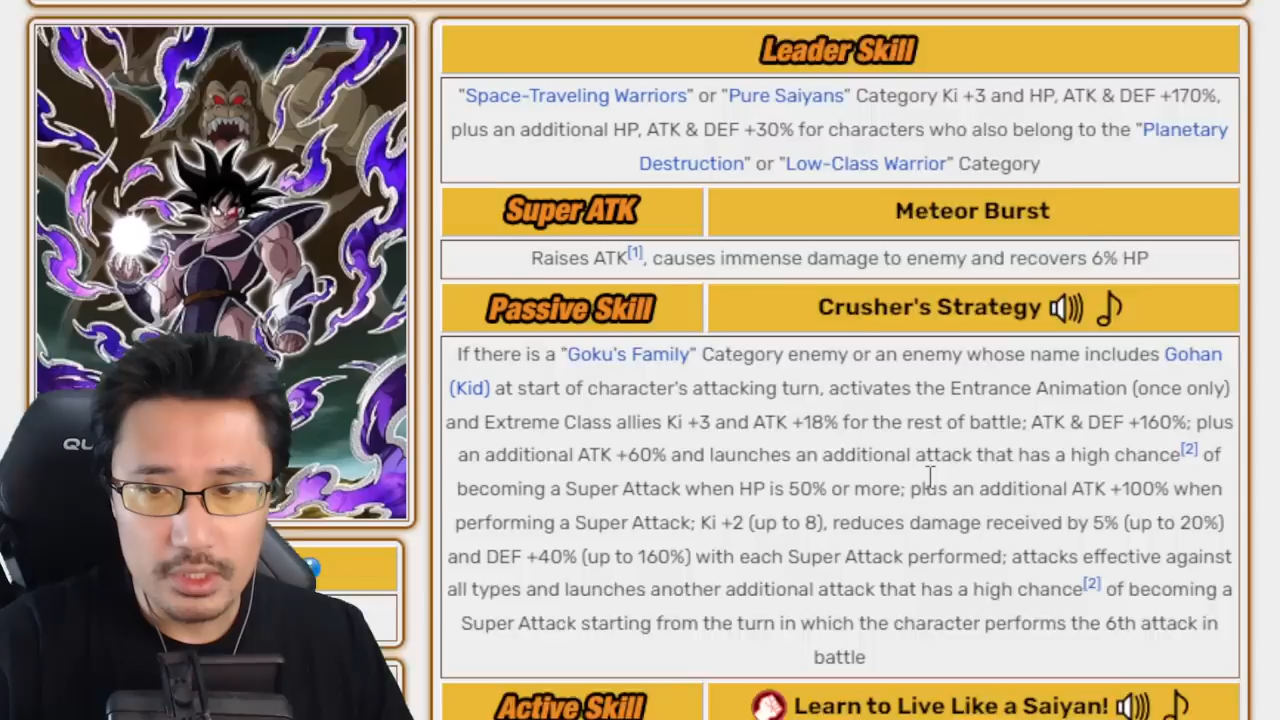 Leader Skill
"Space-Traveling Warriors" or "Pure Saiyans" Category Ki +3 and HP, ATK & DEF +170%,
plus an additional HP, ATK & DEF +30% for characters who also belong to the "Planetary
Destruction" or "Low-Class Warrior" Category
Super ATK
Meteor Burst
Raises ATK[1], causes immense damage to enemy and recovers 6% HP
Passive Skill
Crusher's Strategy
If there is a "Goku's Family" Category enemy or an enemy whose name includes Gohan
(Kid) at start of character's attacking turn, activates the Entrance Animation (once only)
and Extreme Class allies Ki +3 and ATK +18% for the rest of battle; ATK & DEF +160%; plus
an additional ATK +60% and launches an additional attack that has a high chance[2] of
becoming a Super Attack when HP is 50% or more; plus an additional ATK +100% when
performing a Super Attack; Ki +2 (up to 8), reduces damage received by 5% (up to 20%)
and DEF +40% (up to 160%) with each Super Attack performed; attacks effective against
all types and launches another additional attack that has a high chance[2] of becoming a
Super Attack starting from the turn in which the character performs the 6th attack in
battle
Active Skill
Learn to Live Like a Saiyan!